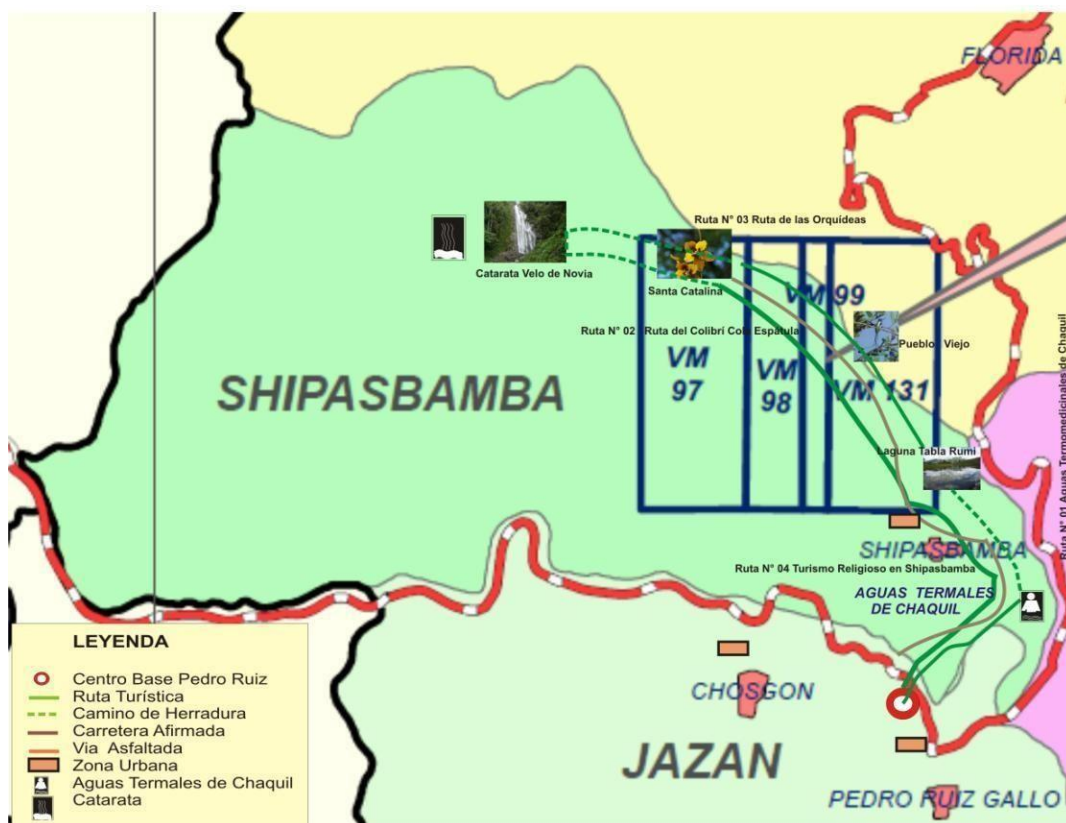 FLORIDA
Ruta N° 03 Ruta de las Orquídeas
Catarata Velo de Novia
Santa Catalina
VM 99
Ruta N° 02 Ruta del Colibrí Cola Espátula
Pueblo Viejo
VM
97
VM
98
VM 131
SHIPASBAMBA
Ruta N° 01 Aguas Termomedicinales de Chaquil
Laguna Tabla Rumi
SHIPASBAMBA
Ruta N° 04 Turismo Religioso en Shipasbamba
AGUAS TERMALES
DE CHAQUIL
CHOSGON
JAZAN
PEDRO RUIZ GALLO
LEYENDA
Centro Base Pedro Ruiz
Ruta Turística
Camino de Herradura
Carretera Afirmada
Via Asfaltada
Zona Urbana
Aguas Termales de Chaquil
Catarata